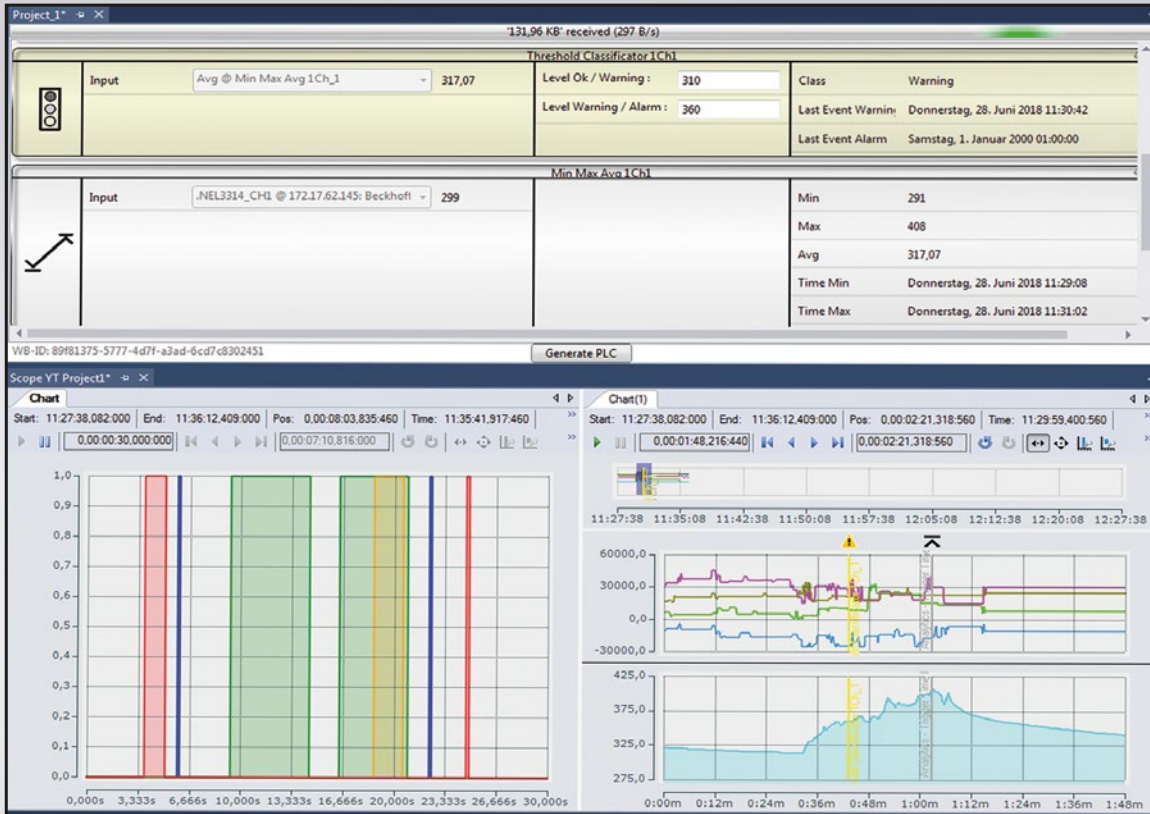 Project_1*
'131,96 KB' received (297 B/s)
Threshold Classificator 1Ch1
Input Avg @ Min Max Avg 1Ch_1 317,07 Level Ok / Warning : 310 Class Warning
Level Warning / Alarm : 360 Last Event Warning Donnerstag, 28. Juni 2018 11:30:42
Last Event Alarm Samstag, 1. Januar 2000 01:00:00
Min Max Avg 1Ch1
Input .NEL3314_CH1 @ 172.17.62.145: Beckhoff 299 Min 291
Max 408
Avg 317,07
Time Min Donnerstag, 28. Juni 2018 11:29:08
Time Max Donnerstag, 28. Juni 2018 11:31:02
WB-ID: 89f81375-5777-4d7f-a3ad-6cd7c8302451 Generate PLC
Scope YT Project1*
Chart
Start: 11:27:38,082:000 End: 11:36:12,409:000 Pos: 0,00:08:03,835:460 Time: 11:35:41,917:460
0,00:00:30,000:000 0,00:07:10,816:000
1,0
0,9
0,8
0,7
0,6
0,5
0,4
0,3
0,2
0,1
0,0
0,000s 3,333s 6,666s 10,000s 13,333s 16,666s 20,000s 23,333s 26,666s 30,000s
Chart(1)
Start: 11:27:38,082:000 End: 11:36:12,409:000 Pos: 0,00:02:21,318:560 Time: 11:29:59,400:560
0,00:01:48,216:440 0,00:02:21,318:560
11:27:38 11:35:08 11:42:38 11:50:08 11:57:38 12:05:08 12:12:38 12:20:08 12:27:38
60000,0
30000,0
0,0
-30000,0
425,0
375,0
325,0
275,0
0:00m 0:12m 0:24m 0:36m 0:48m 1:00m 1:12m 1:24m 1:36m 1:48m